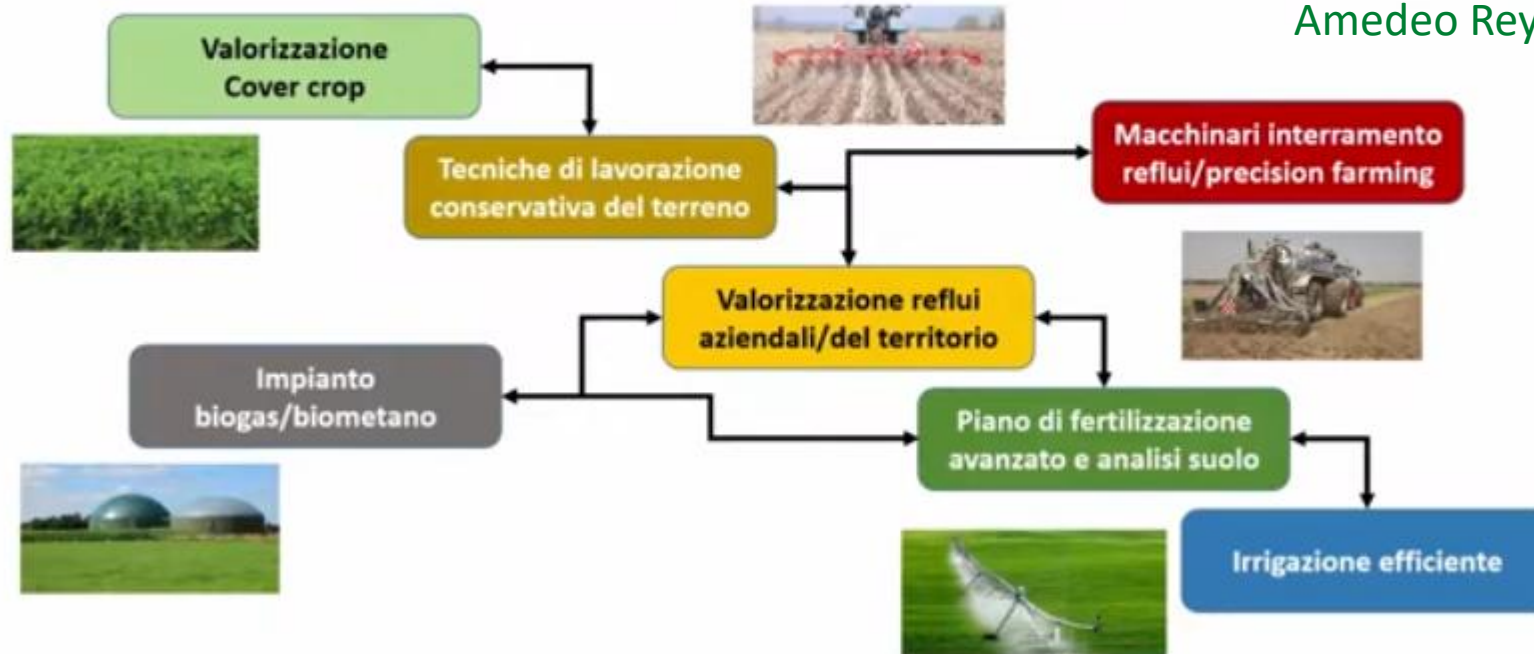 Amedeo Rey
Valorizzazione
Cover crop
Tecniche di lavorazione
conservativa del terreno
Macchinari interramento
reflui/precision farming
Valorizzazione reflui
aziendali/del territorio
Impianto
biogas/biometano
Piano di fertilizzazione
avanzato e analisi suolo
Irrigazione efficiente